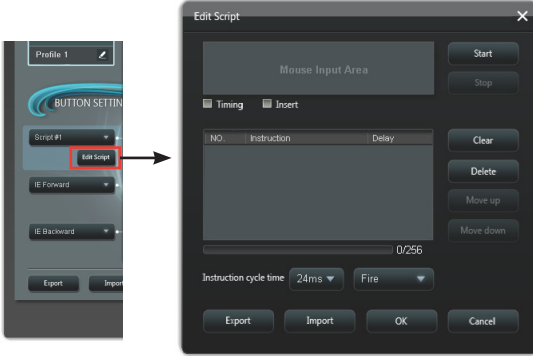 Profile 1
BUTTON SETTIN
Script #1
Edit Script
IE Forward
IE Backward
Export Impor
Edit Script
Mouse Input Area
Start
Stop
Timing Insert
NO. Instruction Delay
Clear
Delete
Move up
Move down
0/256
Instruction cycle time 24ms Fire
Export Import OK Cancel